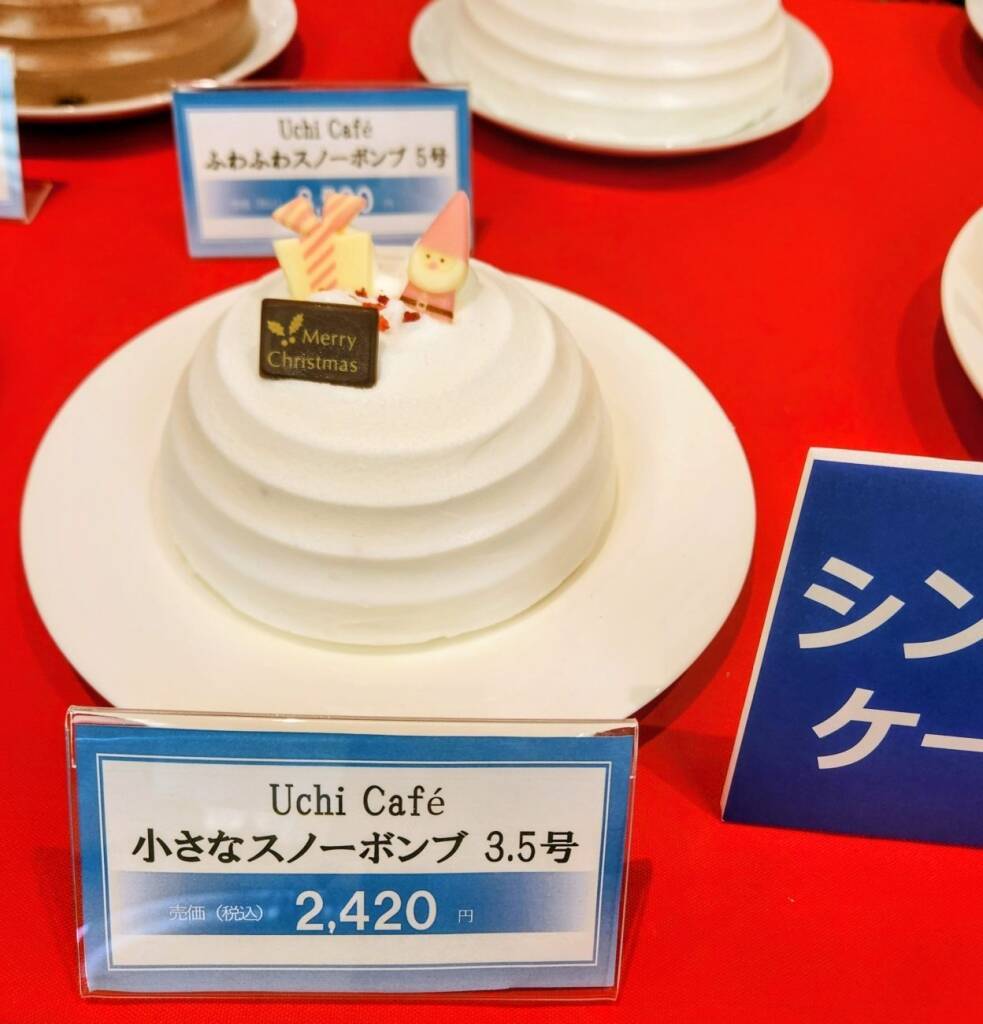 Uchi Café
ふわふわスノーボンブ 5号
円
Merry
Christmas
シン
ケー
Uchi Café
小さなスノーボンブ 3.5号
売価（税込） 2,420 円